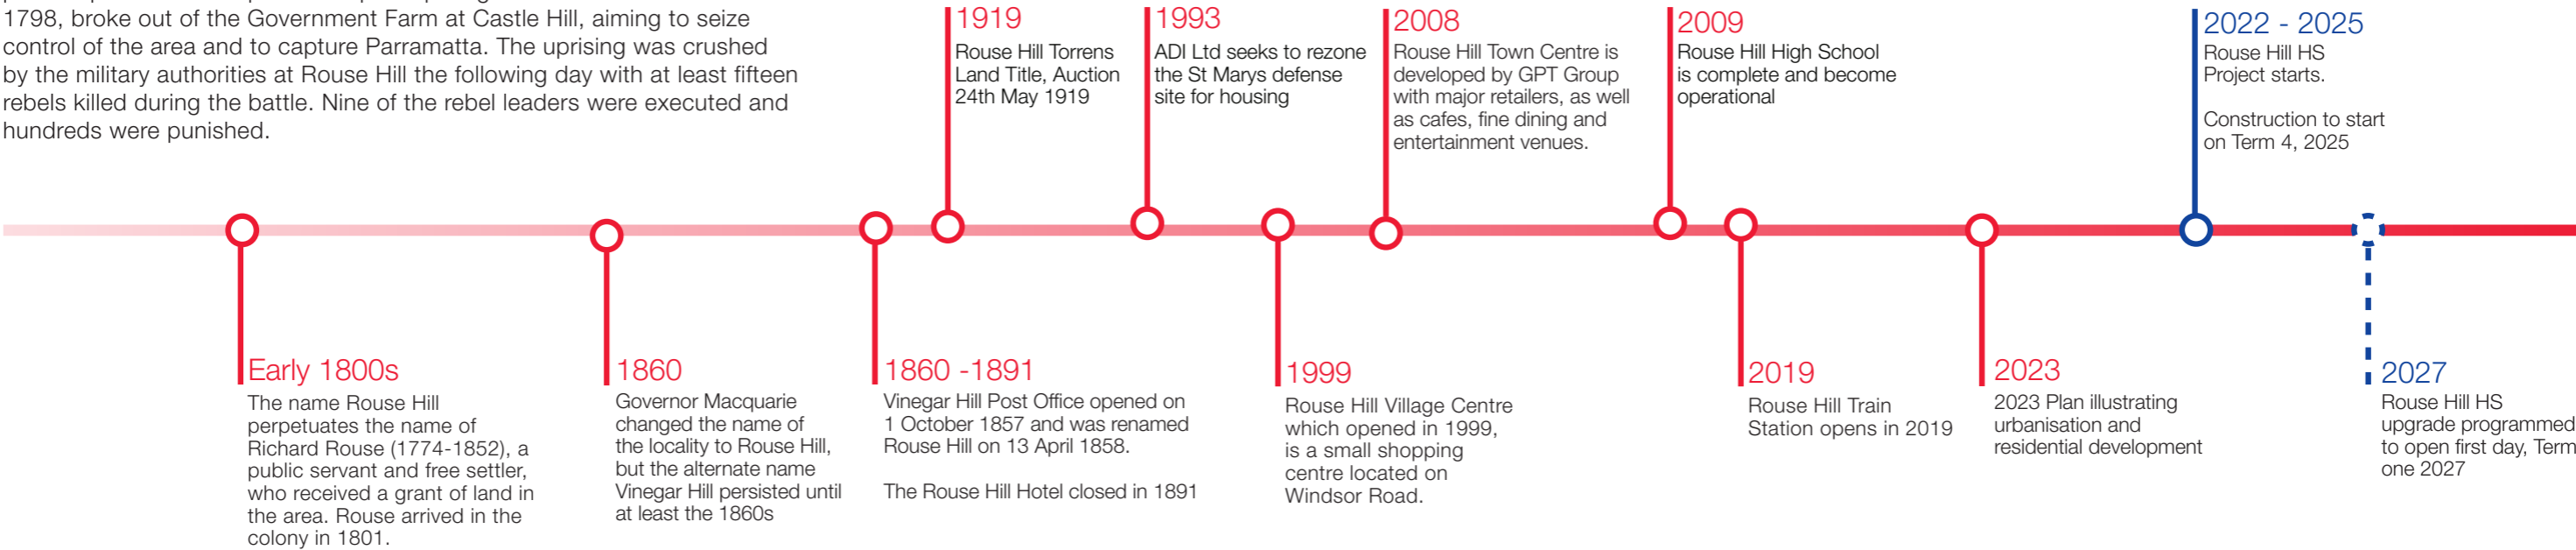 1798, broke out of the Government Farm at Castle Hill, aiming to seize
control of the area and to capture Parramatta. The uprising was crushed
by the military authorities at Rouse Hill the following day with at least fifteen
rebels killed during the battle. Nine of the rebel leaders were executed and
hundreds were punished.
1919
Rouse Hill Torrens
Land Title, Auction
24th May 1919
1993
ADI Ltd seeks to rezone
the St Marys defense
site for housing
2008
Rouse Hill Town Centre is
developed by GPT Group
with major retailers, as well
as cafes, fine dining and
entertainment venues.
2009
Rouse Hill High School
is complete and become
operational
2022 - 2025
Rouse Hill HS
Project starts.
Construction to start
on Term 4, 2025
Early 1800s
The name Rouse Hill
perpetuates the name of
Richard Rouse (1774-1852), a
public servant and free settler,
who received a grant of land in
the area. Rouse arrived in the
colony in 1801.
1860
Governor Macquarie
changed the name of
the locality to Rouse Hill,
but the alternate name
Vinegar Hill persisted until
at least the 1860s
1860 -1891
Vinegar Hill Post Office opened on
1 October 1857 and was renamed
Rouse Hill on 13 April 1858.
The Rouse Hill Hotel closed in 1891
1999
Rouse Hill Village Centre
which opened in 1999,
is a small shopping
centre located on
Windsor Road.
2019
Rouse Hill Train
Station opens in 2019
2023
2023 Plan illustrating
urbanisation and
residential development
2027
Rouse Hill HS
upgrade programmed
to open first day, Term
one 2027